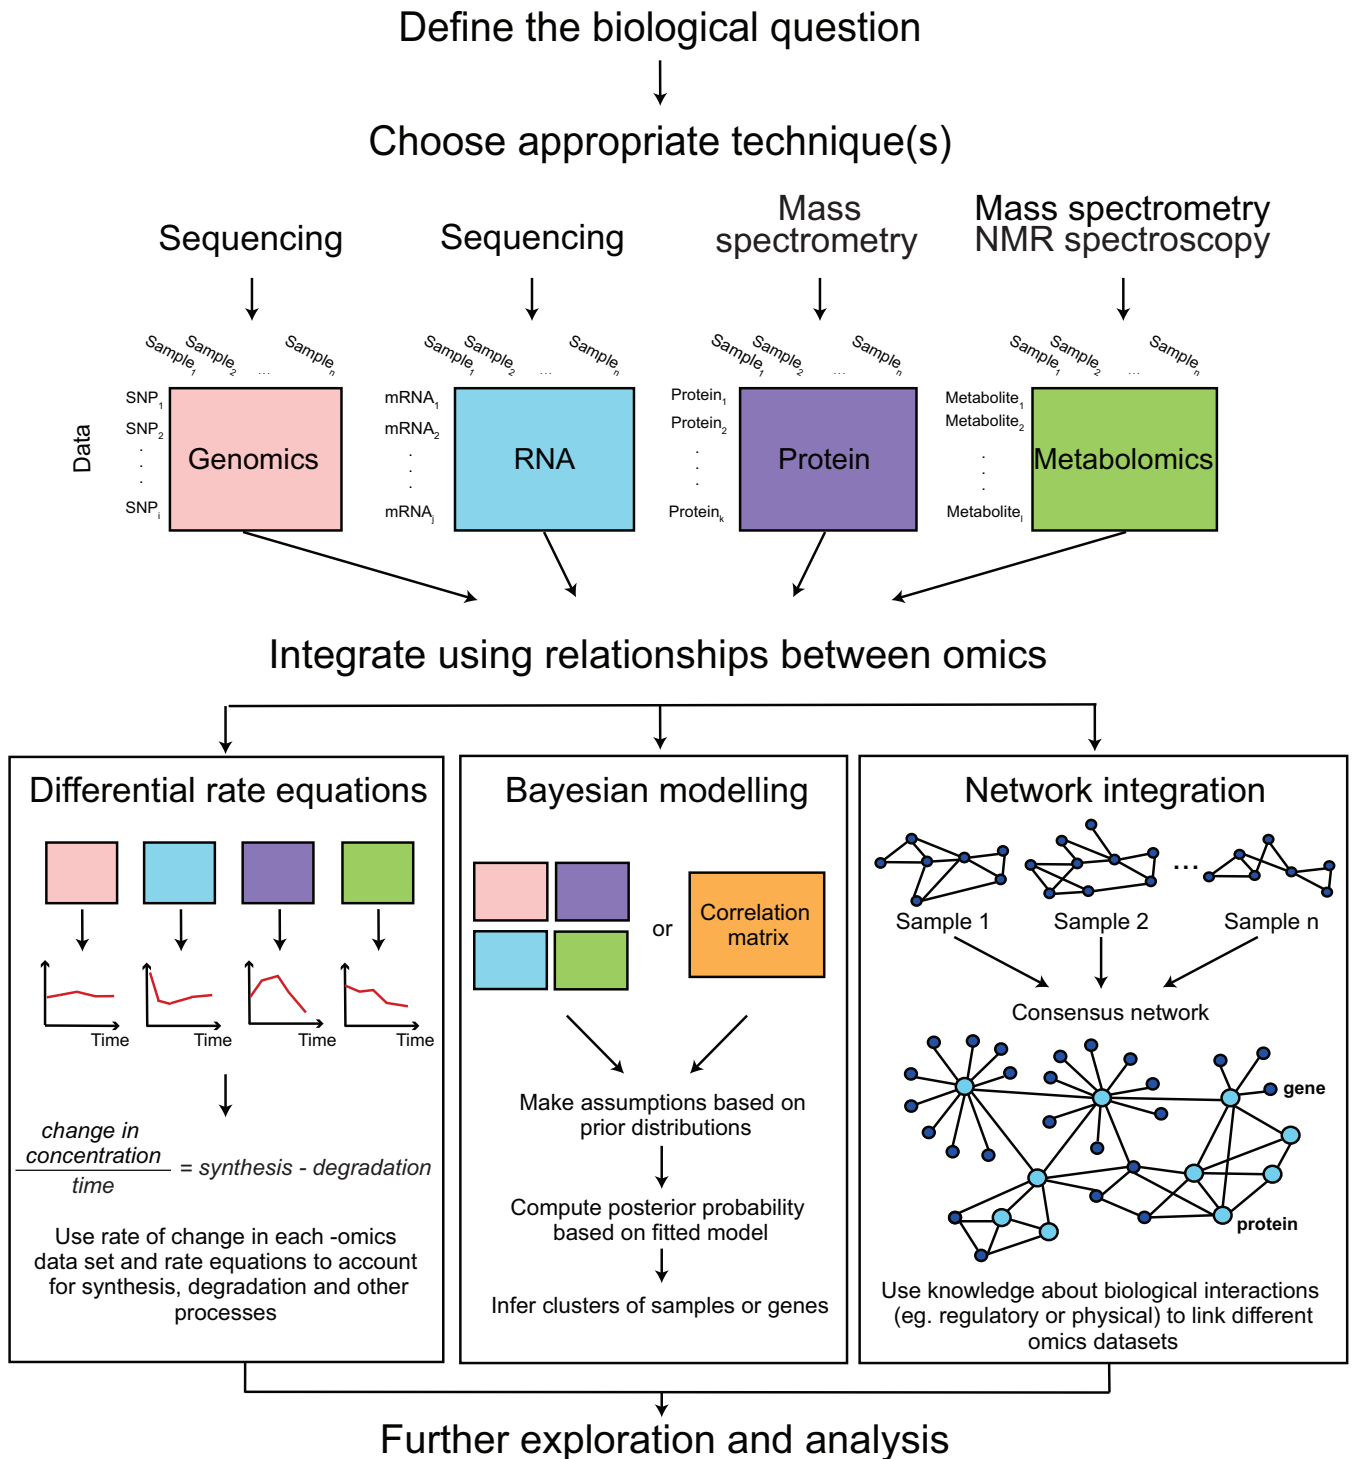 Define the biological question
Choose appropriate technique(s)
Sequencing
Sequencing
Mass
spectrometry
Mass spectrometry
NMR spectroscopy
Sample1 Sample2 ... Samplen
Sample1 Sample2 ... Samplen
Sample1 Sample2 ... Samplen
Sample1 Sample2 ... Samplen
Data
SNP1
SNP2
.
.
.
SNPi
Genomics
mRNA1
mRNA2
.
.
.
mRNAj
RNA
Protein1
Protein2
.
.
.
Proteink
Protein
Metabolite1
Metabolite2
.
.
.
Metabolitel
Metabolomics
Integrate using relationships between omics
Differential rate equations
Time
Time
Time
Time
change in
concentration
time
= synthesis - degradation
Use rate of change in each -omics
data set and rate equations to account
for synthesis, degradation and other
processes
Bayesian modelling
or
Correlation
matrix
Make assumptions based on
prior distributions
Compute posterior probability
based on fitted model
Infer clusters of samples or genes
Network integration
...
Sample 1
Sample 2
Sample n
Consensus network
gene
protein
Use knowledge about biological interactions
(eg. regulatory or physical) to link different
omics datasets
Further exploration and analysis